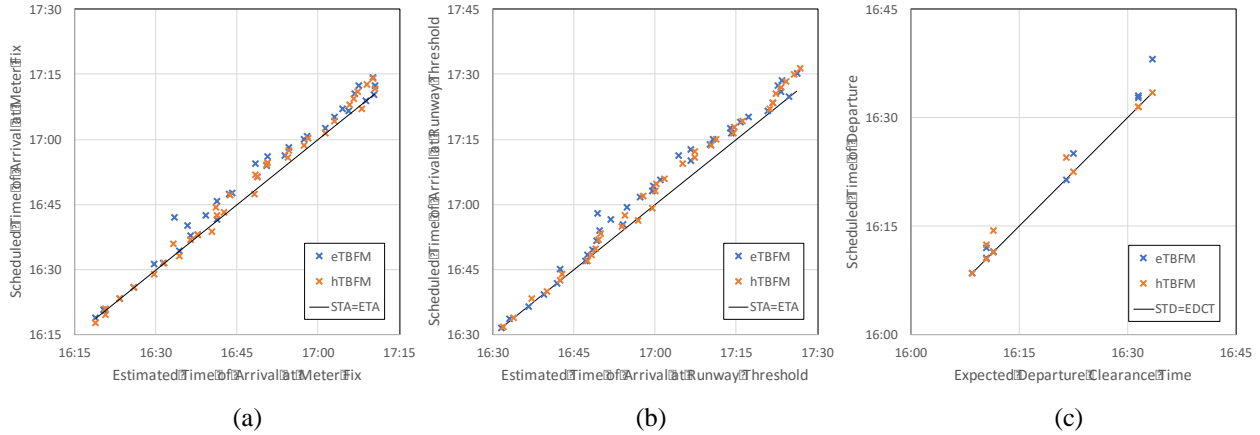 17:30
17:15
17:00
16:45
16:30
16:15
16:15 16:30 16:45 17:00 17:15
Scheduled Time of Arrival at Meter Fix
Estimated Time of Arrival at Meter Fix
eTBFM
hTBFM
STA=ETA
(a)
17:45
17:30
17:15
17:00
16:45
16:30
16:30 16:45 17:00 17:15 17:30
Scheduled Time of Arrival at Runway Threshold
Estimated Time of Arrival at Runway Threshold
eTBFM
hTBFM
STA=ETA
(b)
16:45
16:30
16:15
16:00
16:00 16:15 16:30 16:45
Scheduled Time of Departure
Expected Departure Clearance Time
eTBFM
hTBFM
STD=EDCT
(c)